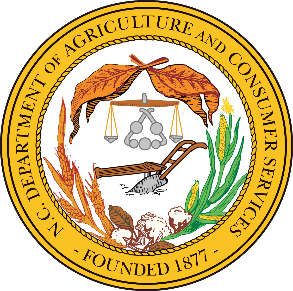 N.C. DEPARTMENT OF AGRICULTURE AND CONSUMER SERVICES
- FOUNDED 1877 -